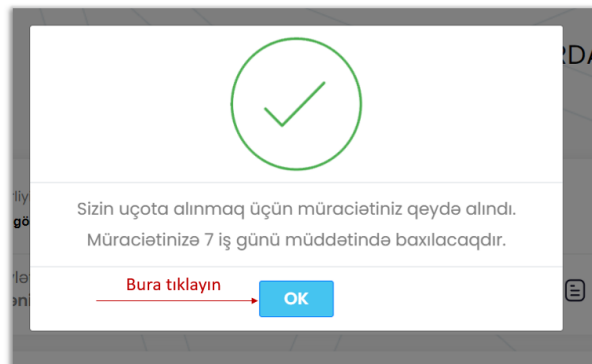 Sizin uçota alınmaq üçün müraciətiniz qeydə alındı.
Müraciətinizə 7 iş günü müddətində baxılacaqdır.
Bura tıklayın
OK